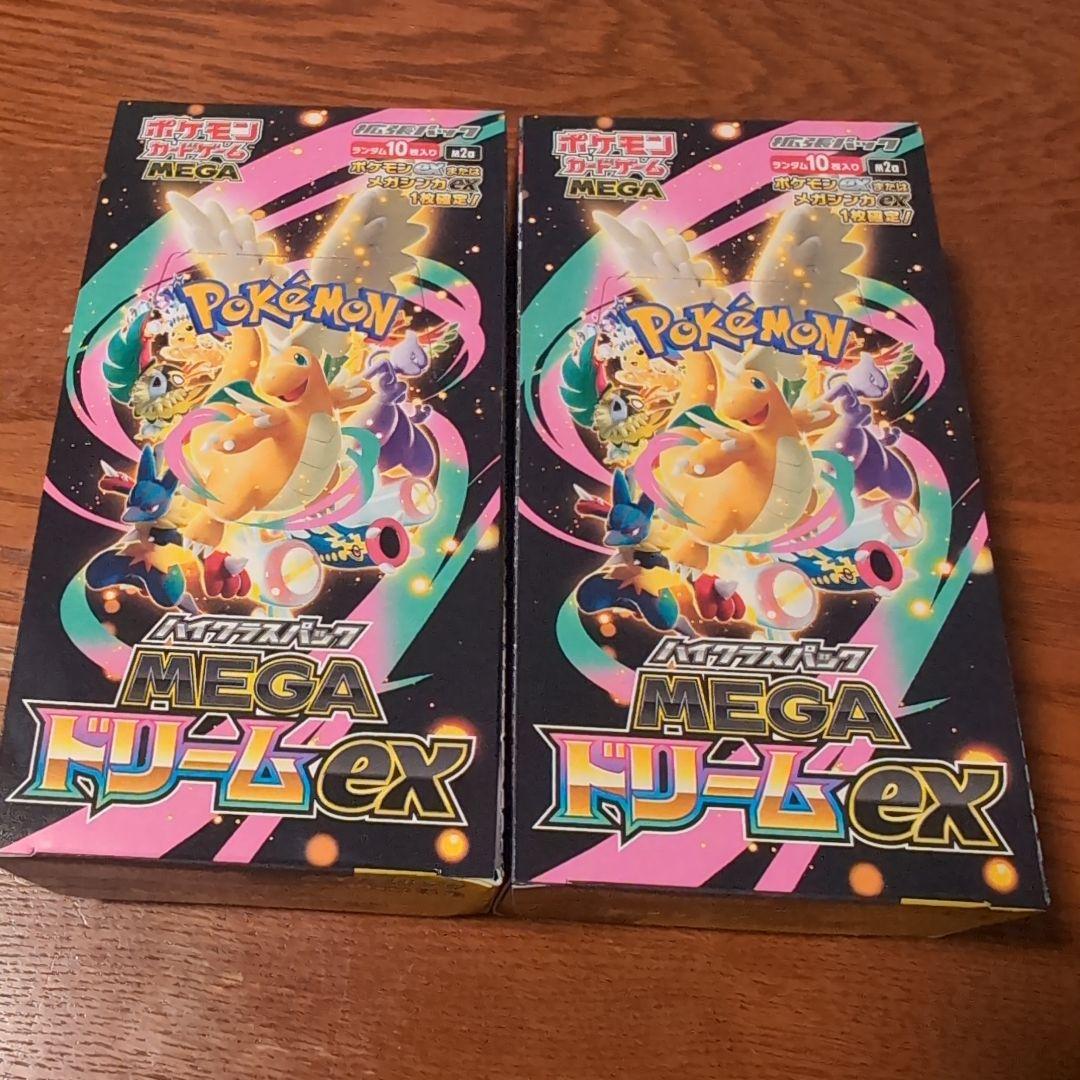 ポケモン
カードゲーム
MEGA
拡張パック
ランダム10枚入り M2a
ポケモンexまたは
メガシンカex
1枚確定!
POKéMON
ハイクラスパック
MEGA
ドリームex
ポケモン
カードゲーム
MEGA
拡張パック
ランダム10枚入り M2a
ポケモンexまたは
メガシンカex
1枚確定!
POKéMON
ハイクラスパック
MEGA
ドリームex